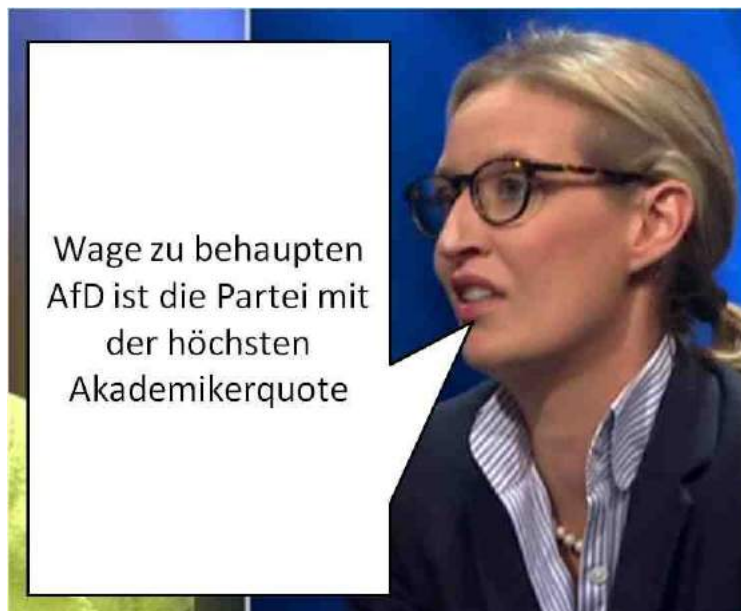 Wage zu behaupten
AfD ist die Partei mit
der höchsten
Akademikerquote